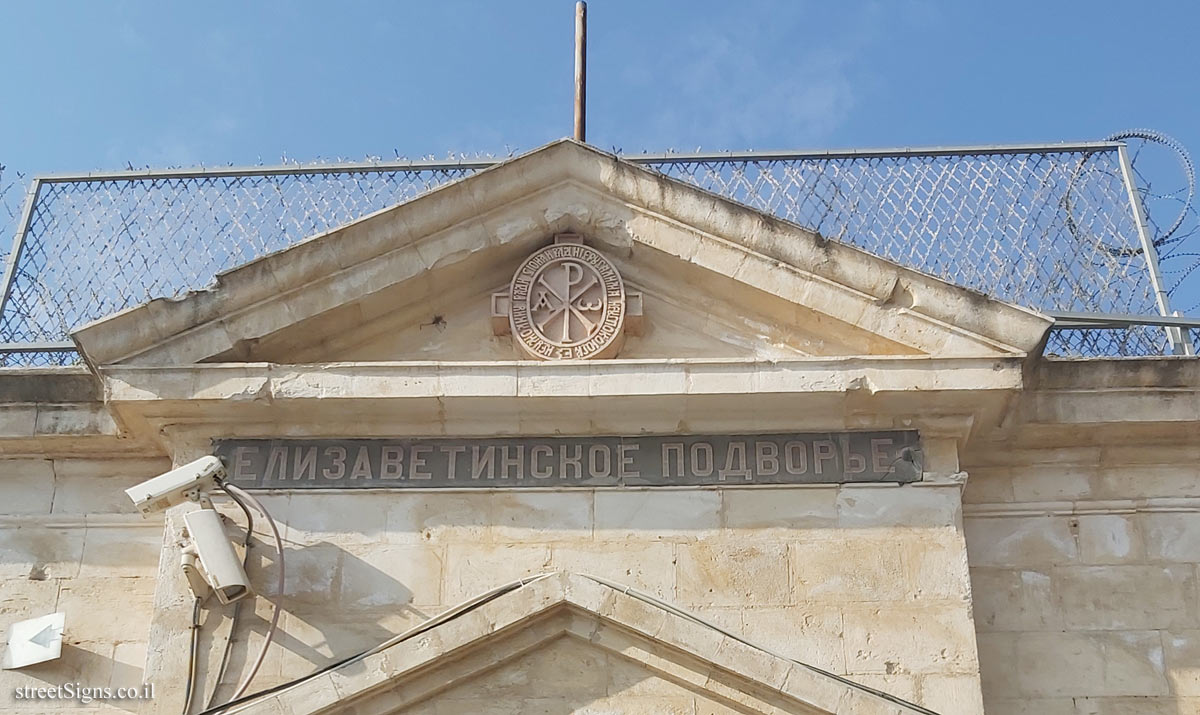 ЕЛИЗАВЕТИНСКОЕ ПОДВОРЬЕ
Α Ρ ω
streetSigns.co.il